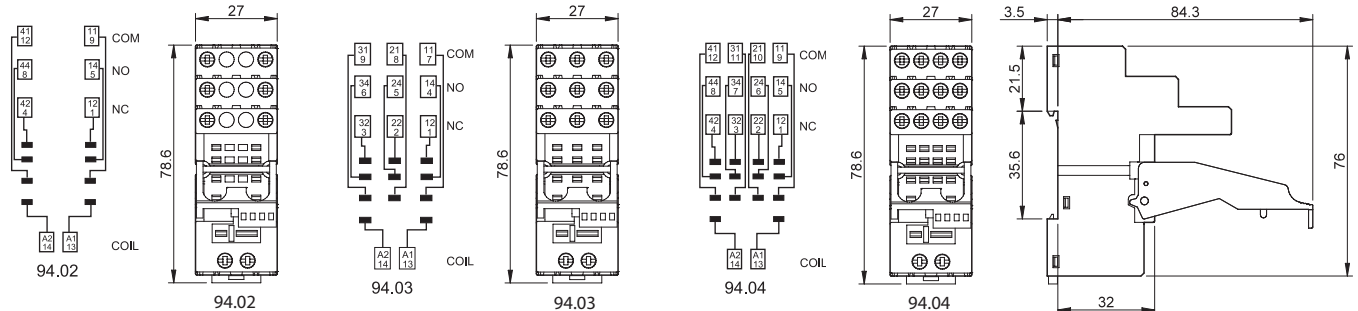 41 11
12 9 COM
44 14
8 5 NO
42 12
4 1 NC
A2 A1
14 13 COIL
94.02
27
78.6
94.02
31 21 11
9 8 7 COM
34 24 14
6 5 4 NO
32 22 12
3 2 1 NC
A2 A1
14 13 COIL
94.03
27
78.6
94.03
41 31 21 11
12 11 10 9 COM
44 34 24 14
8 7 6 5 NO
42 32 22 12
4 3 2 1 NC
A2 A1
14 13 COIL
94.04
27
78.6
94.04
3.5 84.3
21.5
35.6
76
32